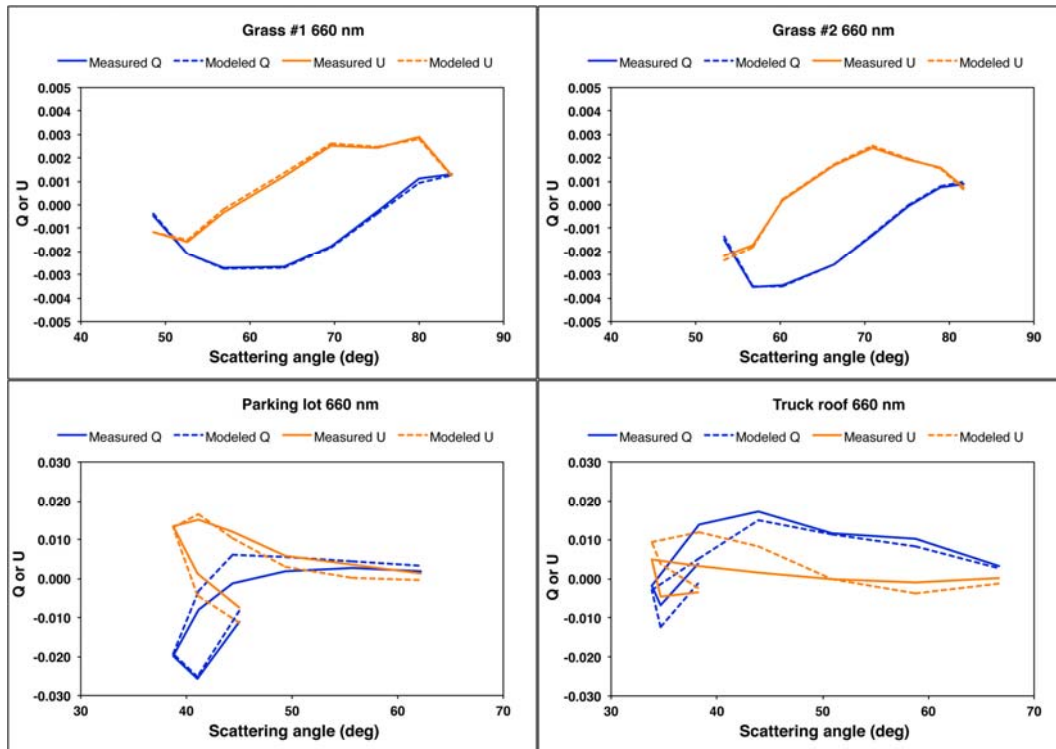 Grass #1 660 nm
Measured Q Modeled Q Measured U Modeled U
0.005
0.004
0.003
0.002
0.001
0.000
-0.001
-0.002
-0.003
-0.004
-0.005
Q or U
40 50 60 70 80 90
Scattering angle (deg)
Grass #2 660 nm
Measured Q Modeled Q Measured U Modeled U
0.005
0.004
0.003
0.002
0.001
0.000
-0.001
-0.002
-0.003
-0.004
-0.005
Q or U
40 50 60 70 80 90
Scattering angle (deg)
Parking lot 660 nm
Measured Q Modeled Q Measured U Modeled U
0.030
0.020
0.010
0.000
-0.010
-0.020
-0.030
Q or U
30 40 50 60 70
Scattering angle (deg)
Truck roof 660 nm
Measured Q Modeled Q Measured U Modeled U
0.030
0.020
0.010
0.000
-0.010
-0.020
-0.030
Q or U
30 40 50 60 70
Scattering angle (deg)